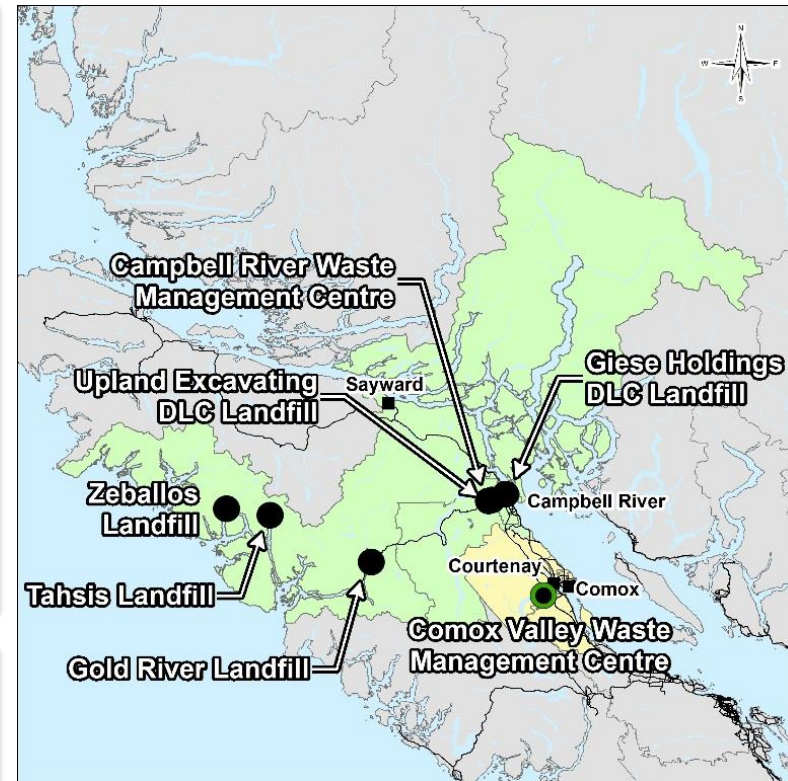 N
W E
S
Campbell River Waste
Management Centre
Giese Holdings
DLC Landfill
Upland Excavating
DLC Landfill
Sayward
Zeballos
Landfill
Campbell River
Tahsis Landfill
Courtenay
Comox
Gold River Landfill
Comox Valley Waste
Management Centre